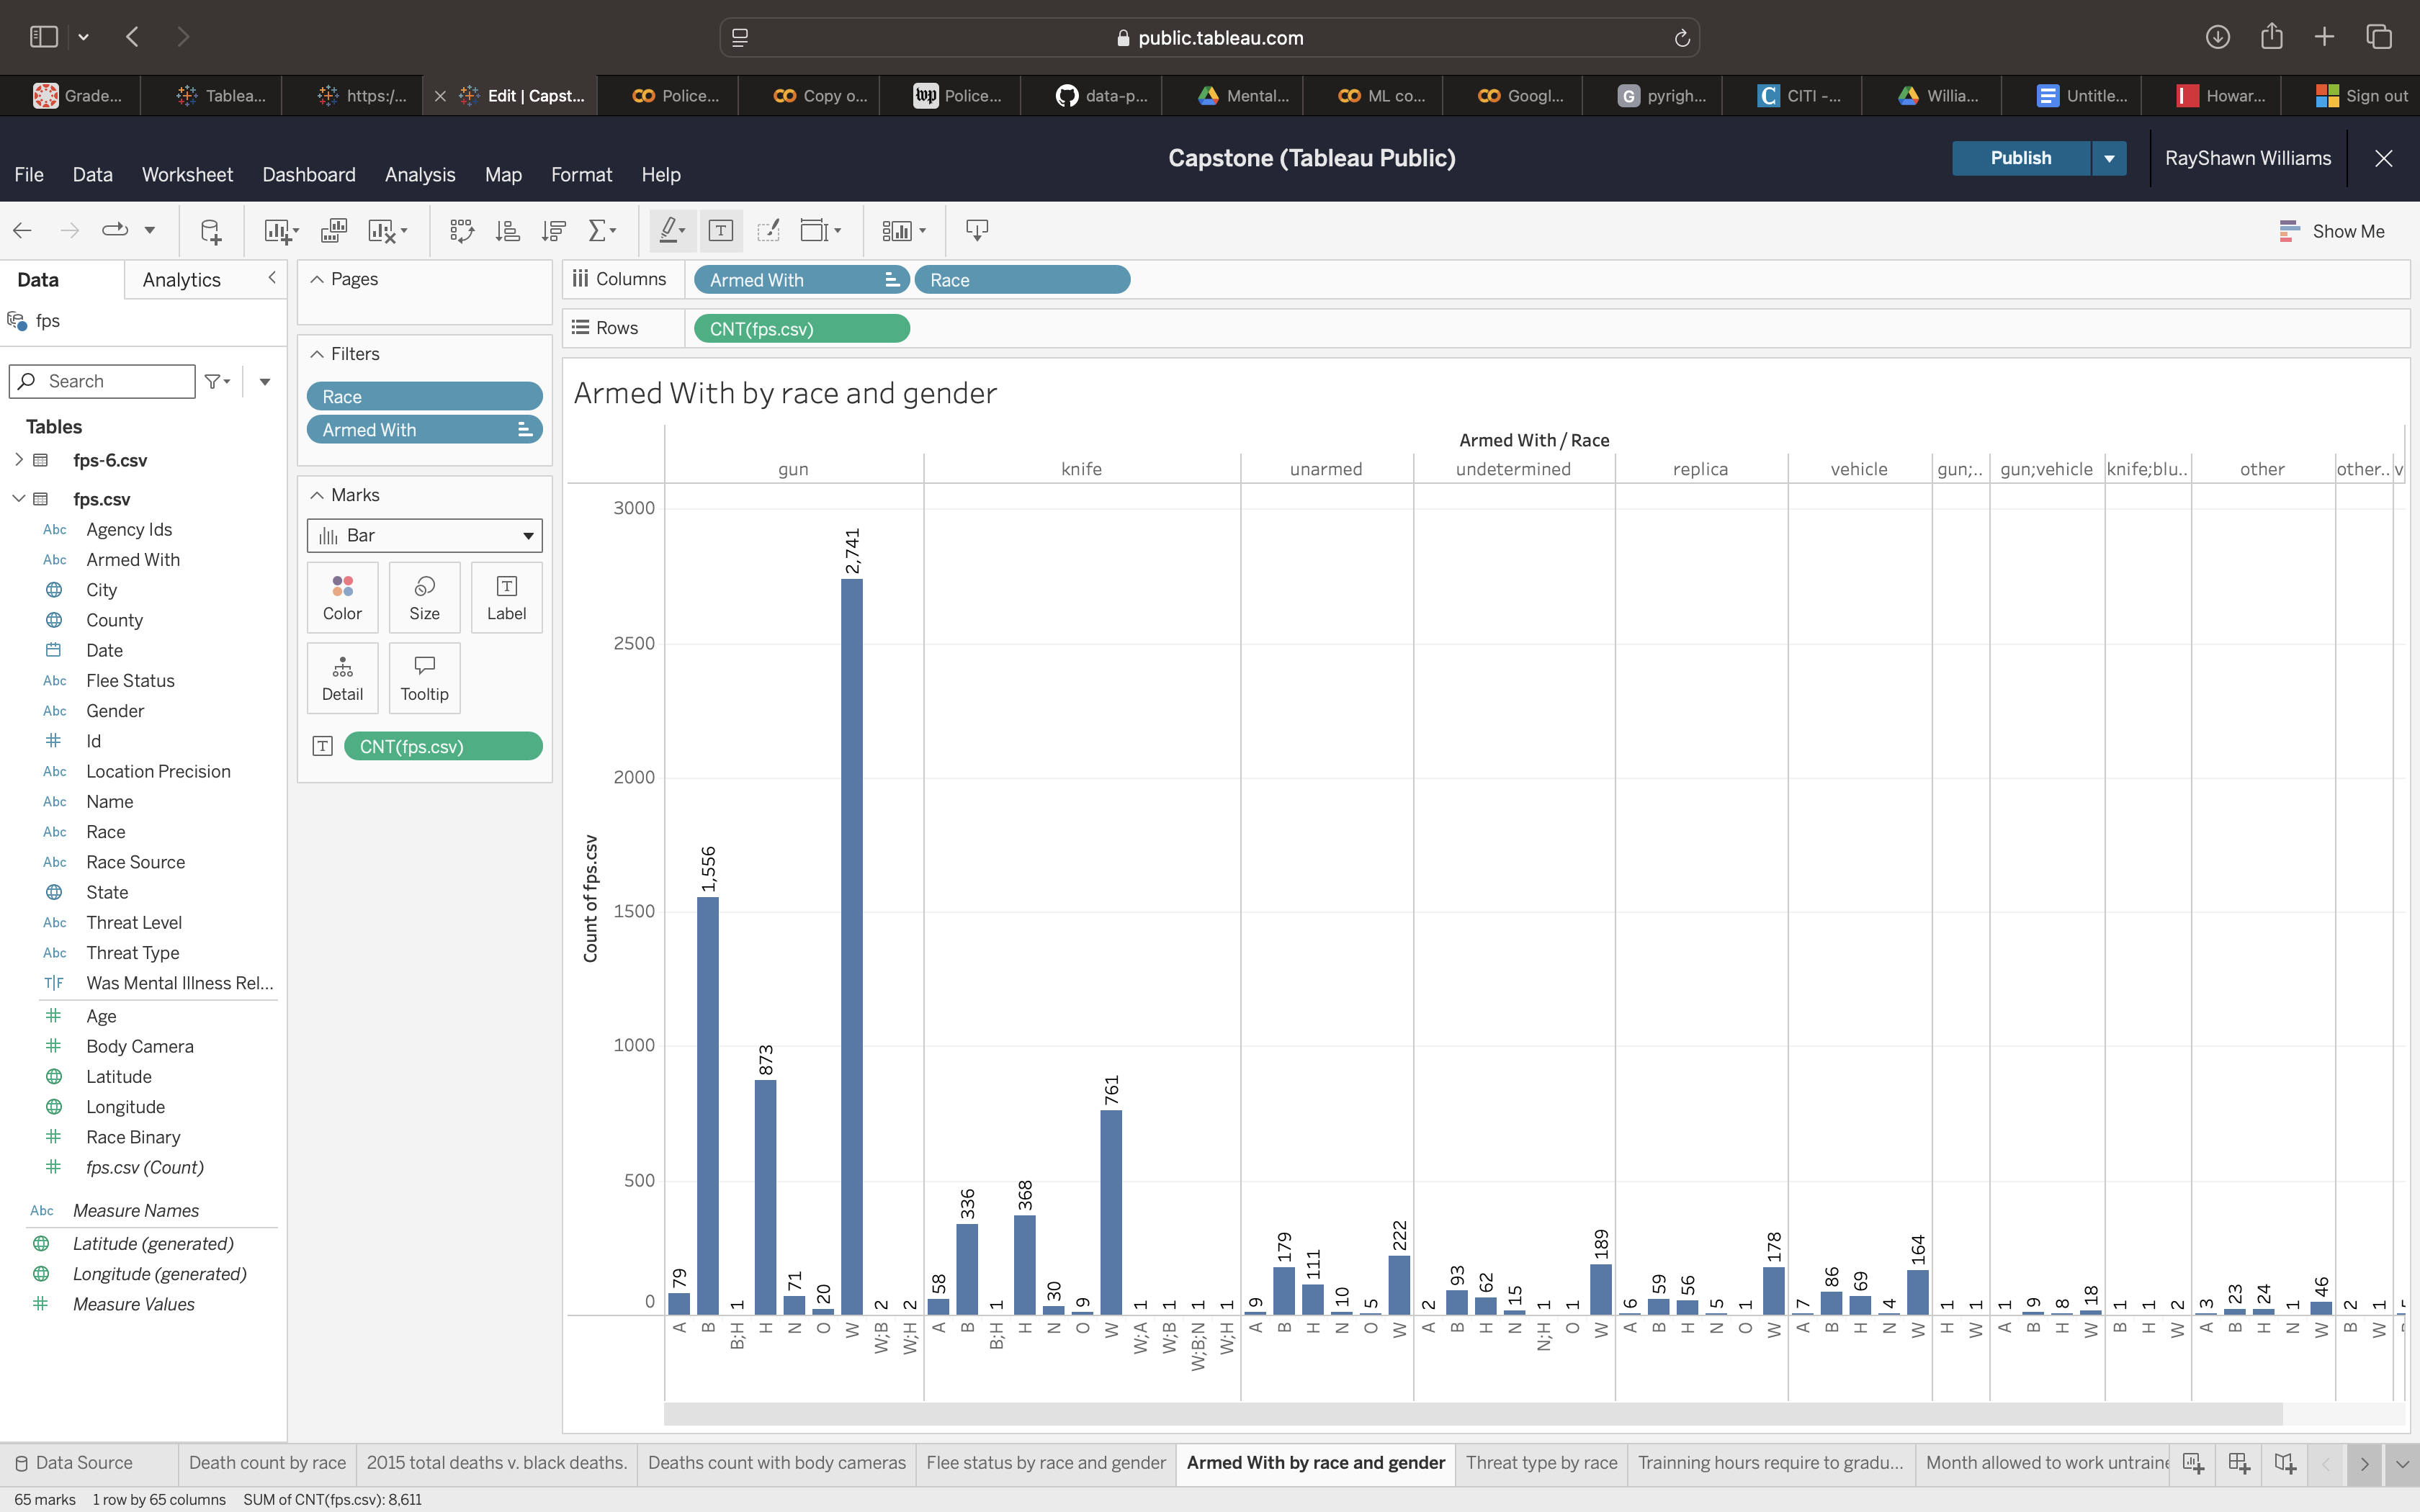 public.tableau.com
Grade... Tablea... https:/... Edit | Capst... Police... Copy o... Police... data-p... Mental... ML co... Googl... pyrigh... CITI -... Willia... Untitle... Howar... Sign out
File Data Worksheet Dashboard Analysis Map Format Help
Capstone (Tableau Public)
Publish
RayShawn Williams
Show Me
Data Analytics
fps
Search
Tables
fps-6.csv
fps.csv
Abc Agency Ids
Abc Armed With
City
County
Date
Abc Flee Status
Abc Gender
# Id
Abc Location Precision
Abc Name
Abc Race
Abc Race Source
State
Abc Threat Level
Abc Threat Type
T|F Was Mental Illness Rel...
# Age
# Body Camera
Latitude
Longitude
# Race Binary
# fps.csv (Count)
Abc Measure Names
Latitude (generated)
Longitude (generated)
# Measure Values
Pages
Filters
Race
Armed With
Marks
Bar
Color Size Label
Detail Tooltip
CNT(fps.csv)
Columns Armed With Race
Rows CNT(fps.csv)
Armed With by race and gender
Armed With / Race
gun knife unarmed undetermined replica vehicle gun;.. gun;vehicle knife;blu.. other other.. v
Count of fps.csv
3000
2500
2000
1500
1000
500
0
79 1,556 1 873 71 20 2,741 2 2
58 336 1 368 30 9 761 1 1 1 1
9 179 111 10 5 222
2 93 62 15 1 1 189
6 59 56 5 1 178
7 86 69 4 164
1 1
1 9 8 18
1 1 2
3 23 24 1 46
2 1
A B B;H H N O W W;B W;H
A B B;H H N O W W;A W;B W;B;N W;H
A B H N O W
A B H N N;H O W
A B H N O W
A B H N W
H W
A B H W
B H W
A B H N W
B W
Data Source Death count by race 2015 total deaths v. black deaths. Deaths count with body cameras Flee status by race and gender Armed With by race and gender Threat type by race Trainning hours require to gradu... Month allowed to work untraine
65 marks 1 row by 65 columns SUM of CNT(fps.csv): 8,611